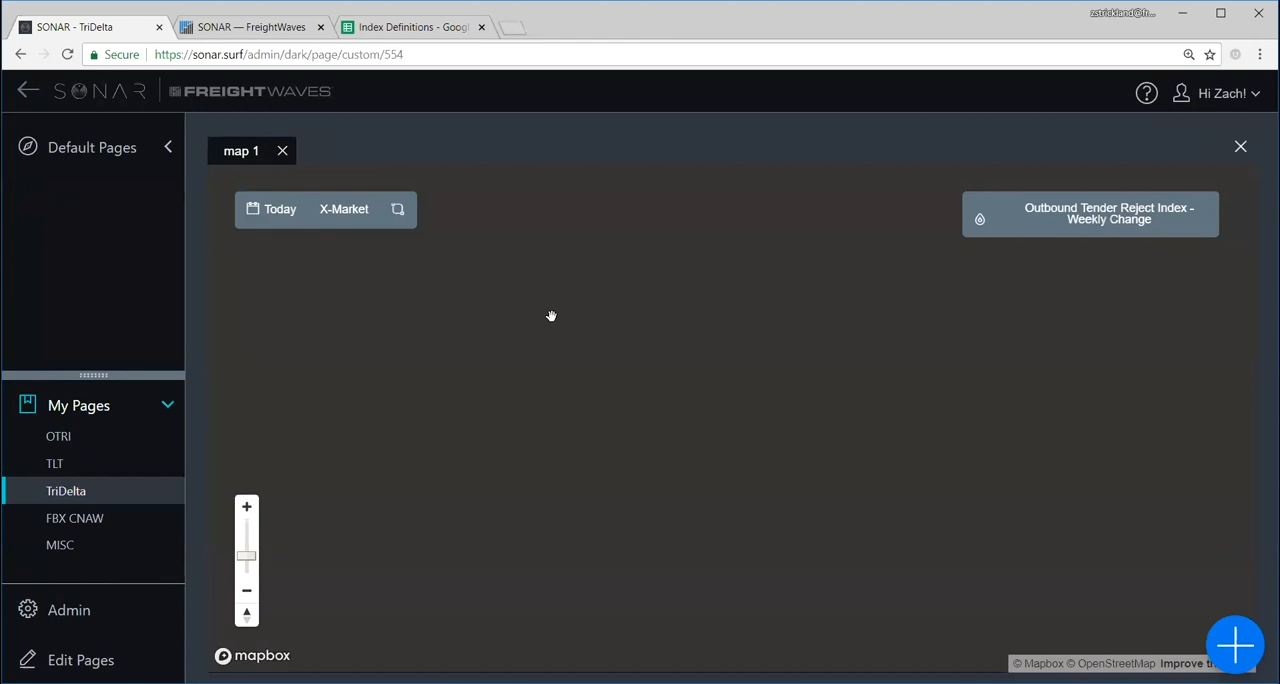 SONAR - TriDelta
SONAR — FreightWaves
Index Definitions - Goog
zstrickland@fr...
Secure
https://sonar.surf/admin/dark/page/custom/554
SONAR
FREIGHTWAVES
Hi Zach!
Default Pages
map 1
Today
X-Market
Outbound Tender Reject Index -
Weekly Change
My Pages
OTRI
TLT
TriDelta
FBX CNAW
MISC
Admin
Edit Pages
mapbox
© Mapbox © OpenStreetMap Improve